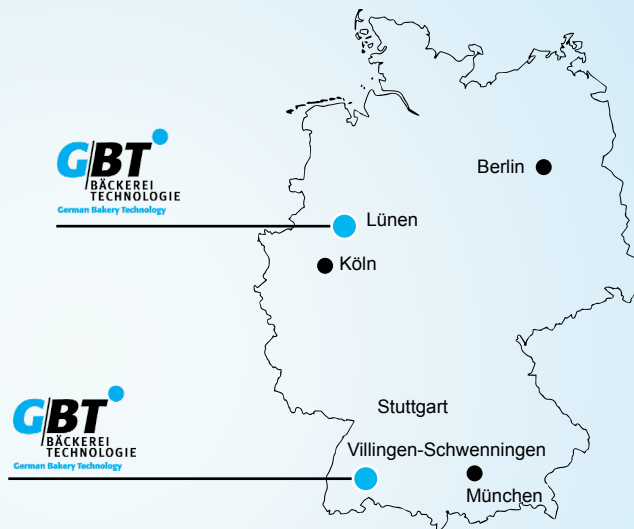 GBT
BÄCKEREI
TECHNOLOGIE
German Bakery Technology
Berlin
Lünen
Köln
GBT
BÄCKEREI
TECHNOLOGIE
German Bakery Technology
Stuttgart
Villingen-Schwenningen
München